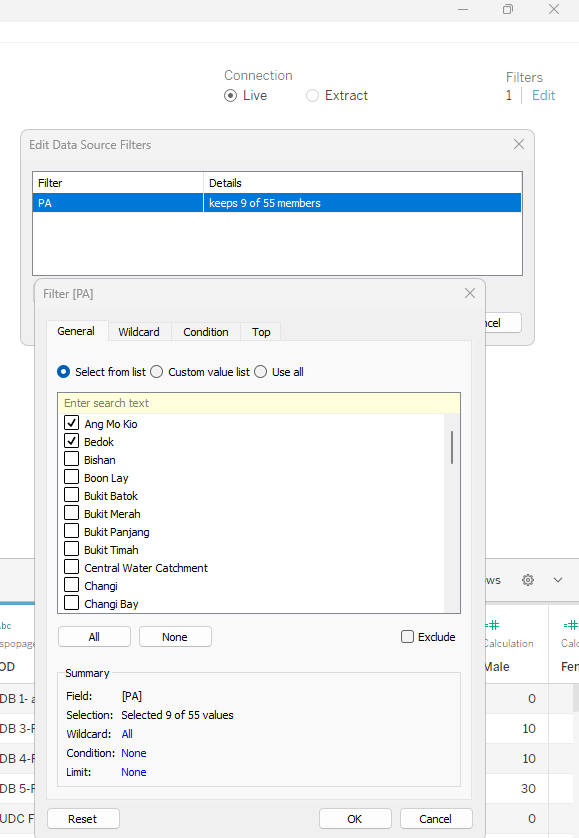 Connection
Filters
Live
Extract
1
Edit
Edit Data Source Filters
Filter
Details
PA
keeps 9 of 55 members
Filter [PA]
General
Wildcard
Condition
Top
Select from list
Custom value list
Use all
Enter search text
Ang Mo Kio
Bedok
Bishan
Boon Lay
Bukit Batok
Bukit Merah
Bukit Panjang
Bukit Timah
Central Water Catchment
Changi
Changi Bay
All
None
Exclude
Summary
Field: [PA]
Selection: Selected 9 of 55 values
Wildcard: All
Condition: None
Limit: None
Reset
OK
Cancel
ncel
ws
Abc
spopage
OD
DB 1- a
DB 3-F
DB 4-F
DB 5-F
UDC F
Calculation
Male
0
10
10
30
0
Calc
Fen